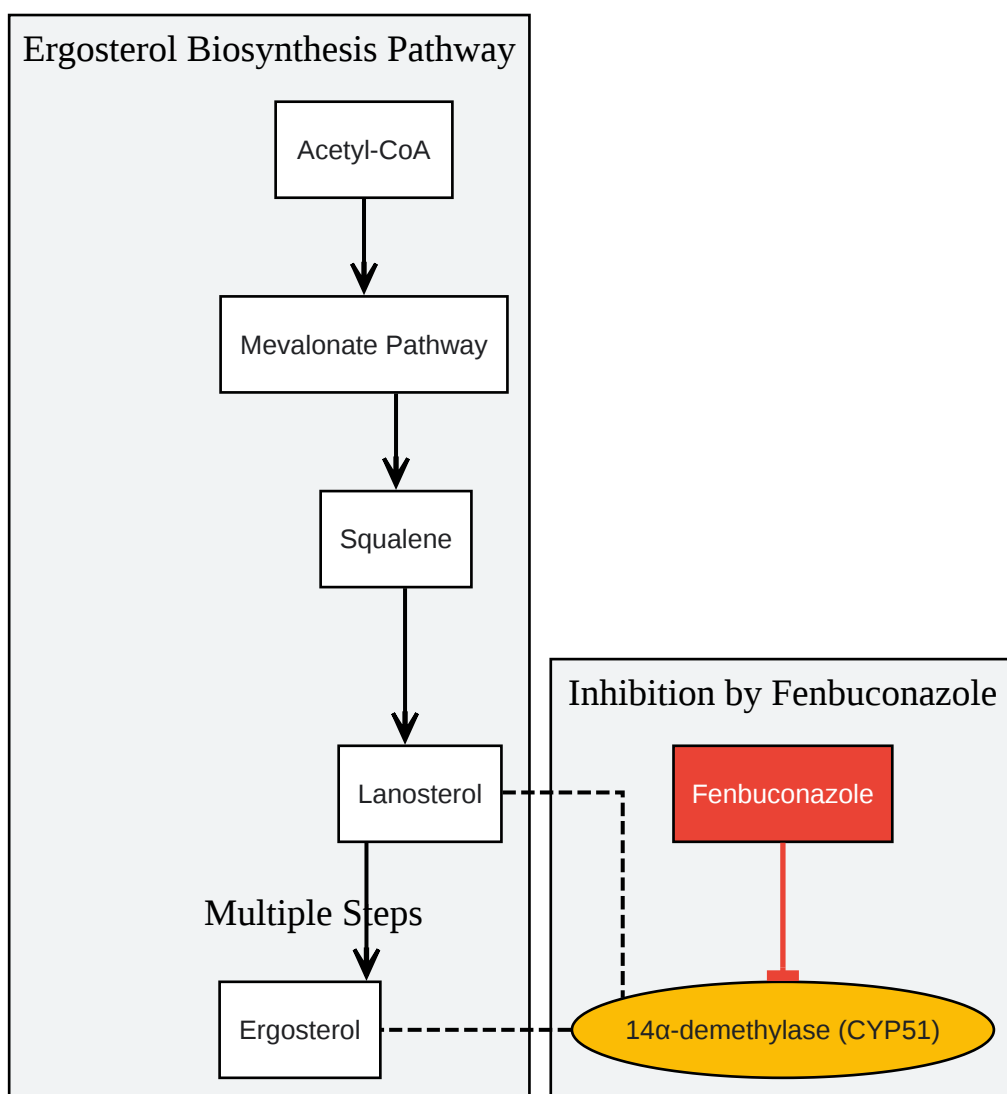 Ergosterol Biosynthesis Pathway
Acetyl-CoA
Mevalonate Pathway
Squalene
Lanosterol
Multiple Steps
Ergosterol
Inhibition by Fenbuconazole
Fenbuconazole
14α-demethylase (CYP51)